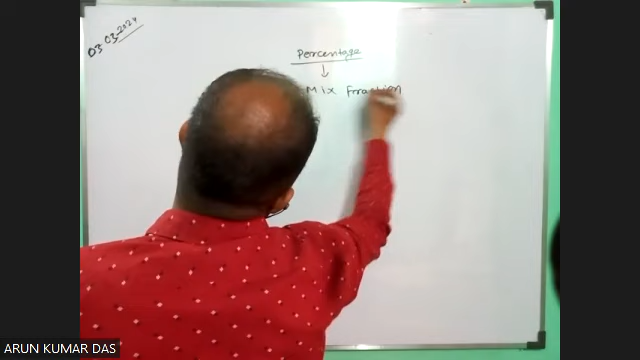 03-03-2024
Percentage
↓
Mix Fraction
ARUN KUMAR DAS